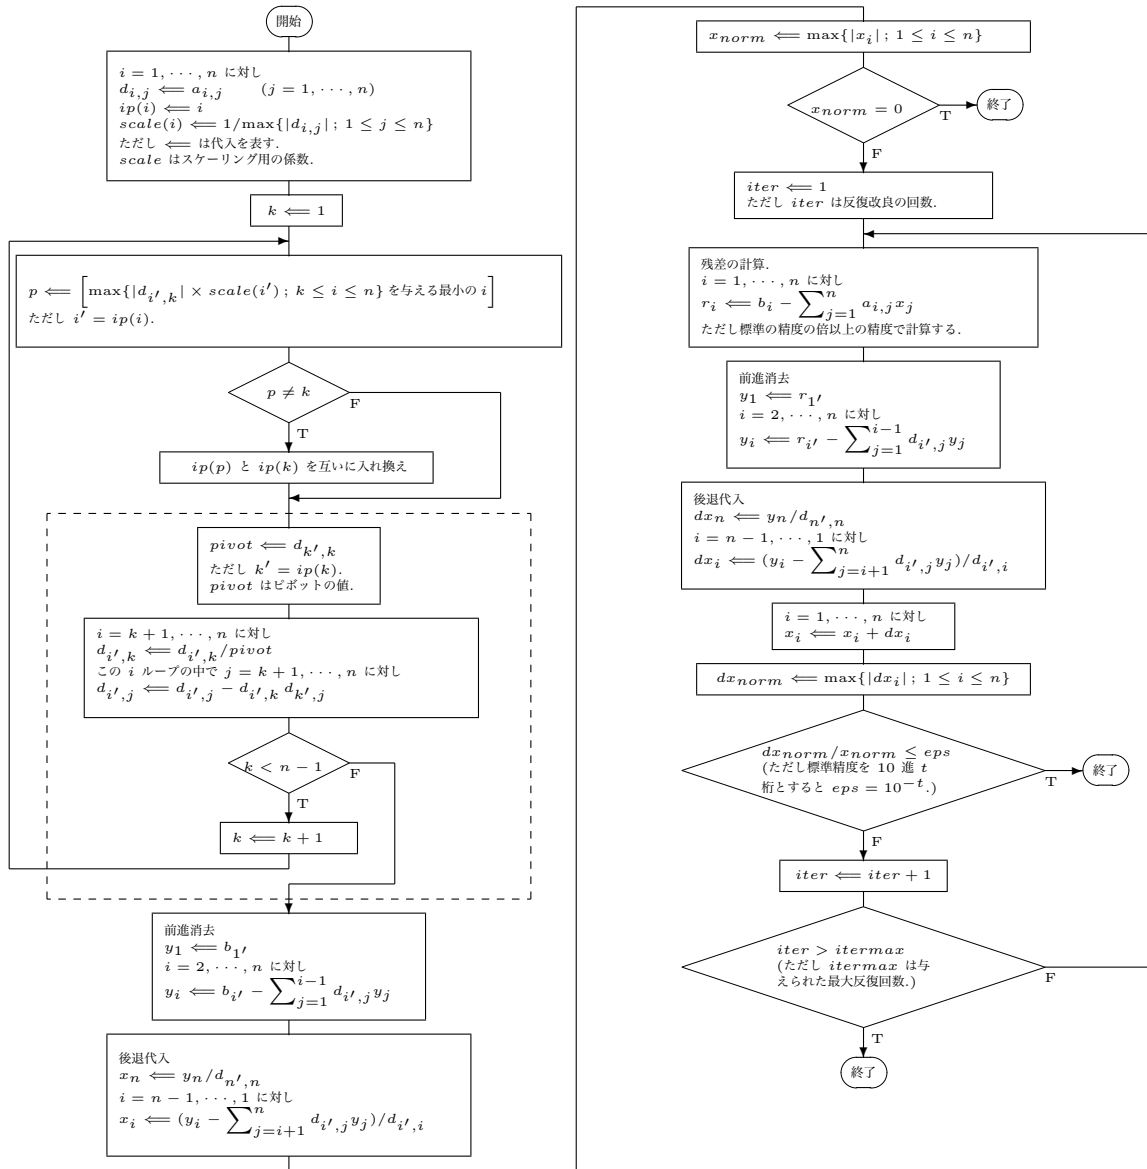 開始
i = 1, ···, n に対し
d_{i,j} ⟸ a_{i,j} (j = 1, ···, n)
ip(i) ⟸ i
scale(i) ⟸ 1/max{|d_{i,j}| ; 1 ≤ j ≤ n}
ただし ⟸ は代入を表す.
scale はスケーリング用の係数.
k ⟸ 1
p ⟸ [max{|d_{i',k}| × scale(i') ; k ≤ i ≤ n} を与える最小の i]
ただし i' = ip(i).
p ≠ k
F
T
ip(p) と ip(k) を互いに入れ換え
pivot ⟸ d_{k',k}
ただし k' = ip(k).
pivot はピボットの値.
i = k + 1, ···, n に対し
d_{i',k} ⟸ d_{i',k}/pivot
この i ループの中で j = k + 1, ···, n に対し
d_{i',j} ⟸ d_{i',j} − d_{i',k} d_{k',j}
k < n − 1
F
T
k ⟸ k + 1
前進消去
y_1 ⟸ b_{1'}
i = 2, ···, n に対し
y_i ⟸ b_{i'} − ∑_{j=1}^{i−1} d_{i',j} y_j
後退代入
x_n ⟸ y_n/d_{n',n}
i = n − 1, ···, 1 に対し
x_i ⟸ (y_i − ∑_{j=i+1}^{n} d_{i',j} y_j)/d_{i',i}
x_{norm} ⟸ max{|x_i| ; 1 ≤ i ≤ n}
x_{norm} = 0
T
終了
F
iter ⟸ 1
ただし iter は反復改良の回数.
残差の計算.
i = 1, ···, n に対し
r_i ⟸ b_i − ∑_{j=1}^{n} a_{i,j} x_j
ただし標準の精度の倍以上の精度で計算する.
前進消去
y_1 ⟸ r_{1'}
i = 2, ···, n に対し
y_i ⟸ r_{i'} − ∑_{j=1}^{i−1} d_{i',j} y_j
後退代入
dx_n ⟸ y_n/d_{n',n}
i = n − 1, ···, 1 に対し
dx_i ⟸ (y_i − ∑_{j=i+1}^{n} d_{i',j} y_j)/d_{i',i}
i = 1, ···, n に対し
x_i ⟸ x_i + dx_i
dx_{norm} ⟸ max{|dx_i| ; 1 ≤ i ≤ n}
dx_{norm}/x_{norm} ≤ eps
(ただし標準精度を 10 進 t
桁とすると eps = 10^{−t}.)
T
終了
F
iter ⟸ iter + 1
iter > itermax
(ただし itermax は与
えられた最大反復回数.)
F
T
終了